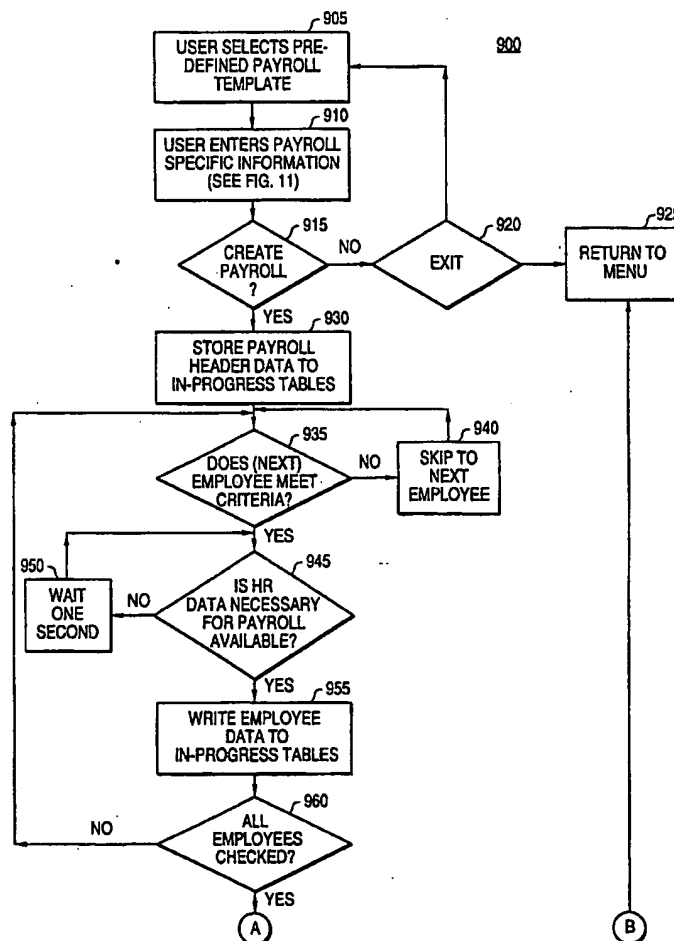 905
USER SELECTS PRE-
DEFINED PAYROLL
TEMPLATE
900
910
USER ENTERS PAYROLL
SPECIFIC INFORMATION
(SEE FIG. 11)
915
CREATE
PAYROLL
?
NO
920
EXIT
925
RETURN TO
MENU
YES
930
STORE PAYROLL
HEADER DATA TO
IN-PROGRESS TABLES
935
DOES (NEXT)
EMPLOYEE MEET
CRITERIA?
NO
940
SKIP TO
NEXT
EMPLOYEE
YES
945
IS HR
DATA NECESSARY
FOR PAYROLL
AVAILABLE?
NO
950
WAIT
ONE
SECOND
YES
955
WRITE EMPLOYEE
DATA TO
IN-PROGRESS TABLES
960
ALL
EMPLOYEES
CHECKED?
NO
YES
A
B